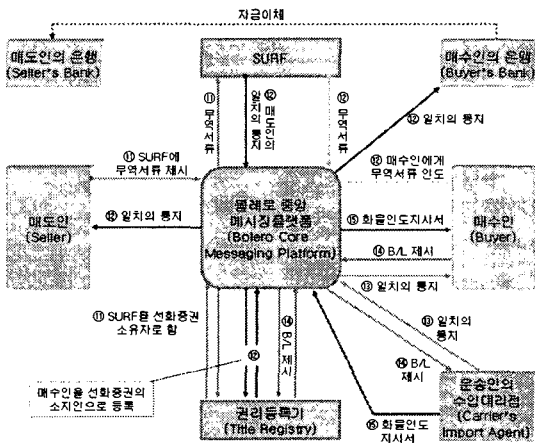 자금이체
매도인의 은행
(Seller's Bank)
SURF
매수인의 은행
(Buyer's Bank)
⑪
무역서류
⑫ 매도인의
일치의 통지
⑫
무역서류
⑫ 일치의 통지
⑪ SURF에
무역서류 제시
⑫ 매수인에게
무역서류 인도
매도인
(Seller)
⑫ 일치의 통지
볼레로 중앙
메시징플랫폼
(Bolero Core
Messaging Platform)
⑮ 화물인도지시서
⑭ B/L 제시
⑬ 일치의 통지
매수인
(Buyer)
⑪ SURF를 선화증권
소유자로 함
⑫
⑭
B/L
제시
⑬ 일치의
통지
⑭ B/L
제시
매수인을 선화증권의
소지인으로 등록
권리등록기
(Title Registry)
⑮ 화물인도
지시서
운송인의
수입대리점
(Carrier's
Import Agent)